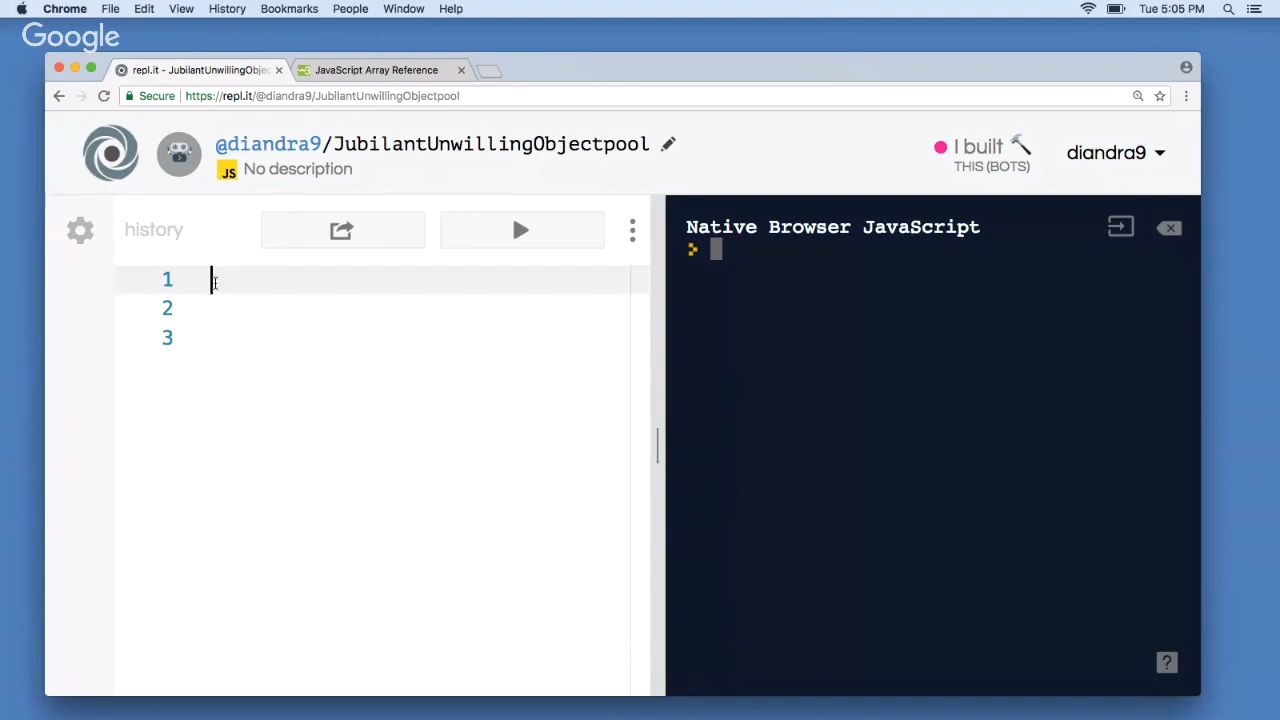 Chrome File Edit View History Bookmarks People Window Help Tue 5:05 PM
Google
repl.it - JubilantUnwillingObjec
JavaScript Array Reference
Secure https://repl.it/@diandra9/JubilantUnwillingObjectpool
@diandra9/JubilantUnwillingObjectpool
JS No description
I built
THIS (BOTS)
diandra9
history
Native Browser JavaScript
1
2
3
?